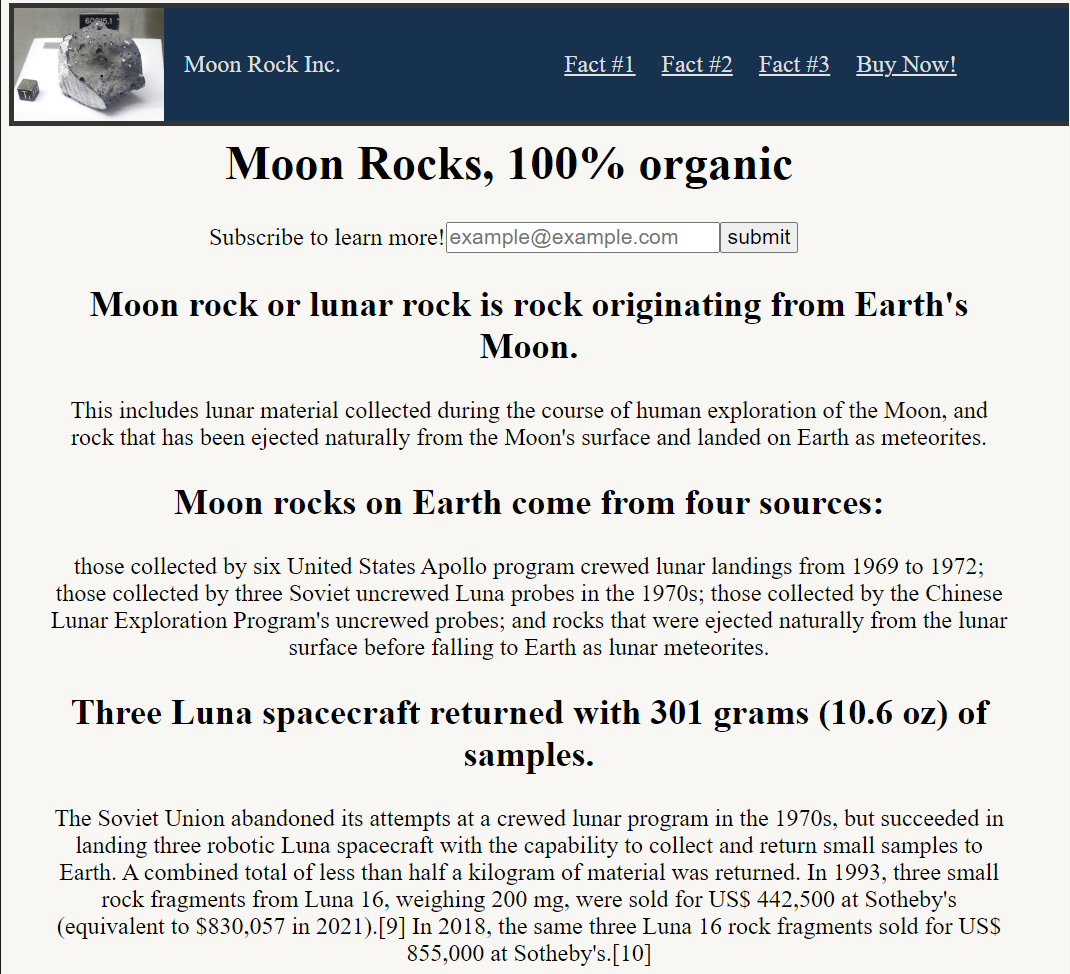 60015,1
Moon Rock Inc.
Fact #1 Fact #2 Fact #3 Buy Now!
Moon Rocks, 100% organic
Subscribe to learn more! example@example.com submit
Moon rock or lunar rock is rock originating from Earth's
Moon.
This includes lunar material collected during the course of human exploration of the Moon, and
rock that has been ejected naturally from the Moon's surface and landed on Earth as meteorites.
Moon rocks on Earth come from four sources:
those collected by six United States Apollo program crewed lunar landings from 1969 to 1972;
those collected by three Soviet uncrewed Luna probes in the 1970s; those collected by the Chinese
Lunar Exploration Program's uncrewed probes; and rocks that were ejected naturally from the lunar
surface before falling to Earth as lunar meteorites.
Three Luna spacecraft returned with 301 grams (10.6 oz) of
samples.
The Soviet Union abandoned its attempts at a crewed lunar program in the 1970s, but succeeded in
landing three robotic Luna spacecraft with the capability to collect and return small samples to
Earth. A combined total of less than half a kilogram of material was returned. In 1993, three small
rock fragments from Luna 16, weighing 200 mg, were sold for US$ 442,500 at Sotheby's
(equivalent to $830,057 in 2021).[9] In 2018, the same three Luna 16 rock fragments sold for US$
855,000 at Sotheby's.[10]